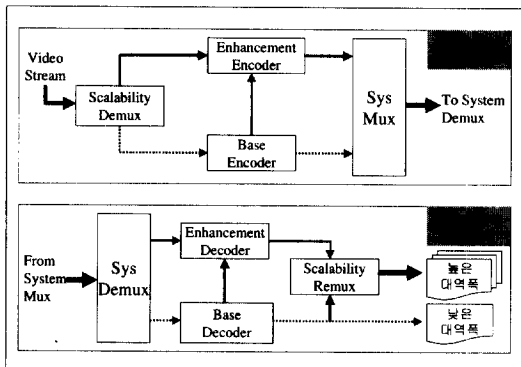 Video
Stream
Scalability
Demux
Enhancement
Encoder
Base
Encoder
Sys
Mux
To System
Demux
From
System
Mux
Sys
Demux
Enhancement
Decoder
Base
Decoder
Scalability
Remux
높은
대역폭
낮은
대역폭